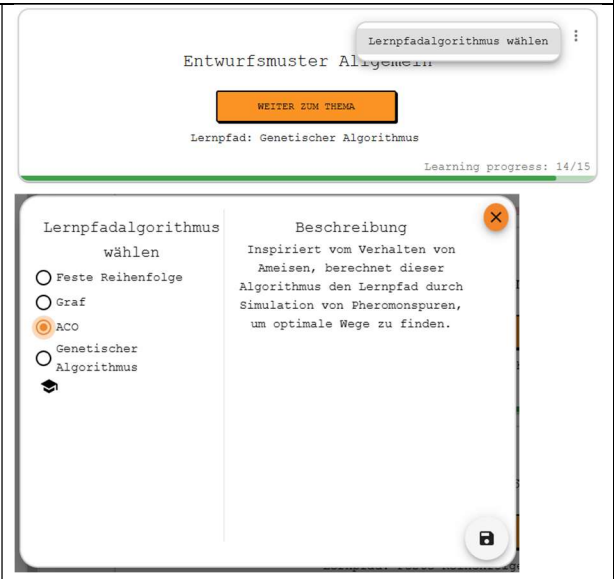 Lernpfadalgorithmus wählen
Entwurfsmuster Allgemein
WEITER ZUM THEMA
Lernpfad: Genetischer Algorithmus
Learning progress: 14/15
Lernpfadalgorithmus
wählen
Feste Reihenfolge
Graf
ACO
Genetischer
Algorithmus
Beschreibung
Inspiriert vom Verhalten von
Ameisen, berechnet dieser
Algorithmus den Lernpfad durch
Simulation von Pheromonspuren,
um optimale Wege zu finden.